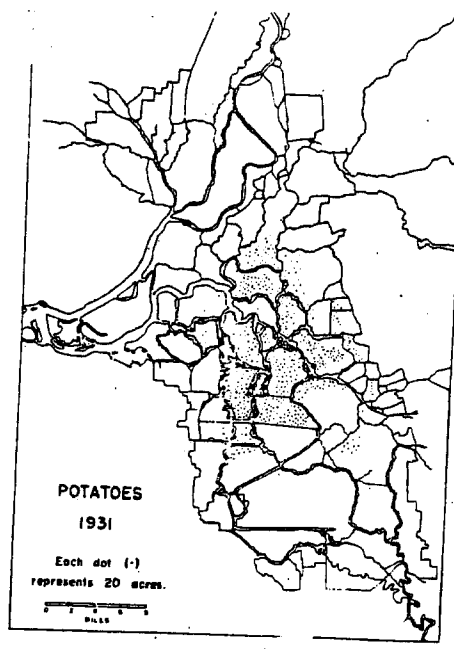 POTATOES
1931
Each dot (·)
represents 20 acres.
MILES